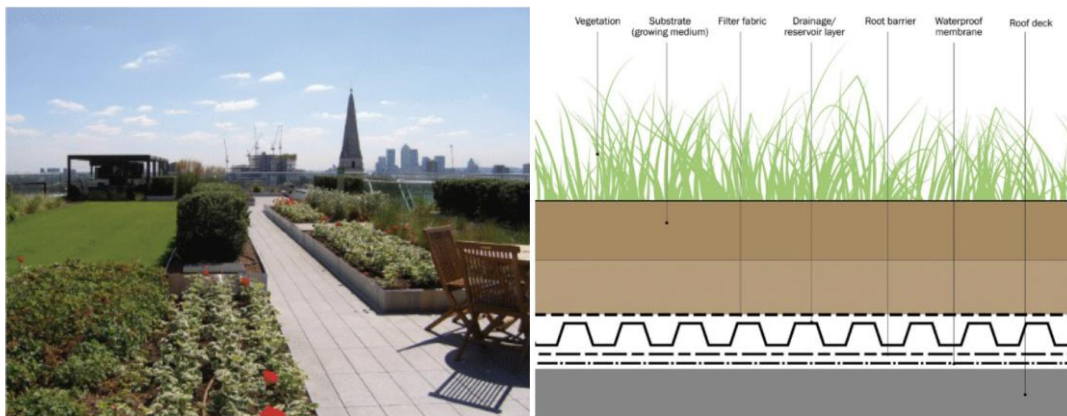 Vegetation
Substrate
(growing medium)
Filter fabric
Drainage/
reservoir layer
Root barrier
Waterproof
membrane
Roof deck